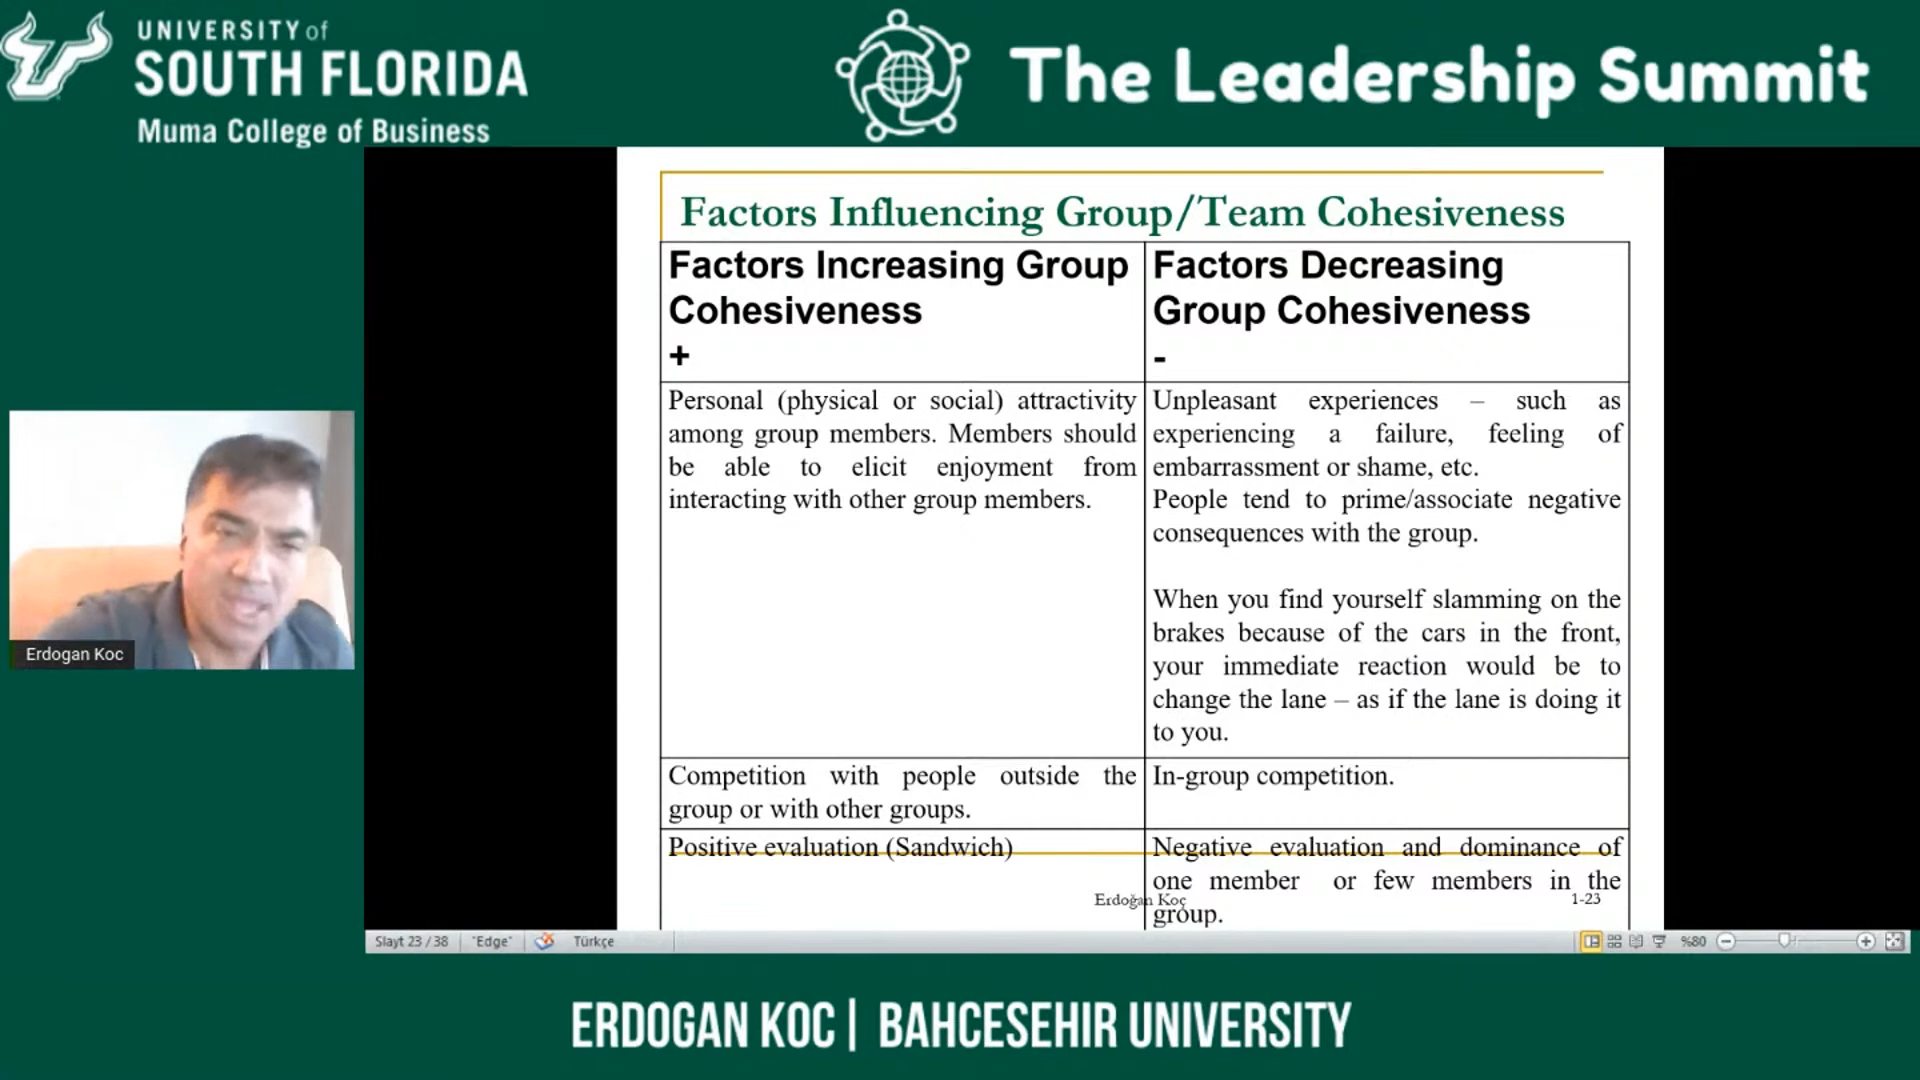 UNIVERSITY of
SOUTH FLORIDA
Muma College of Business
The Leadership Summit
Factors Influencing Group/Team Cohesiveness
Factors Increasing Group
Cohesiveness
+
Factors Decreasing
Group Cohesiveness
-
Personal (physical or social) attractivity
among group members. Members should
be able to elicit enjoyment from
interacting with other group members.
Unpleasant experiences – such as
experiencing a failure, feeling of
embarrassment or shame, etc.
People tend to prime/associate negative
consequences with the group.
When you find yourself slamming on the
brakes because of the cars in the front,
your immediate reaction would be to
change the lane – as if the lane is doing it
to you.
Competition with people outside the
group or with other groups.
In-group competition.
Positive evaluation (Sandwich)
Negative evaluation and dominance of
one member or few members in the
group.
Erdoğan Koç
1-23
Erdogan Koc
Slayt 23 / 38
"Edge"
Türkçe
%80
ERDOGAN KOC | BAHCESEHIR UNIVERSITY